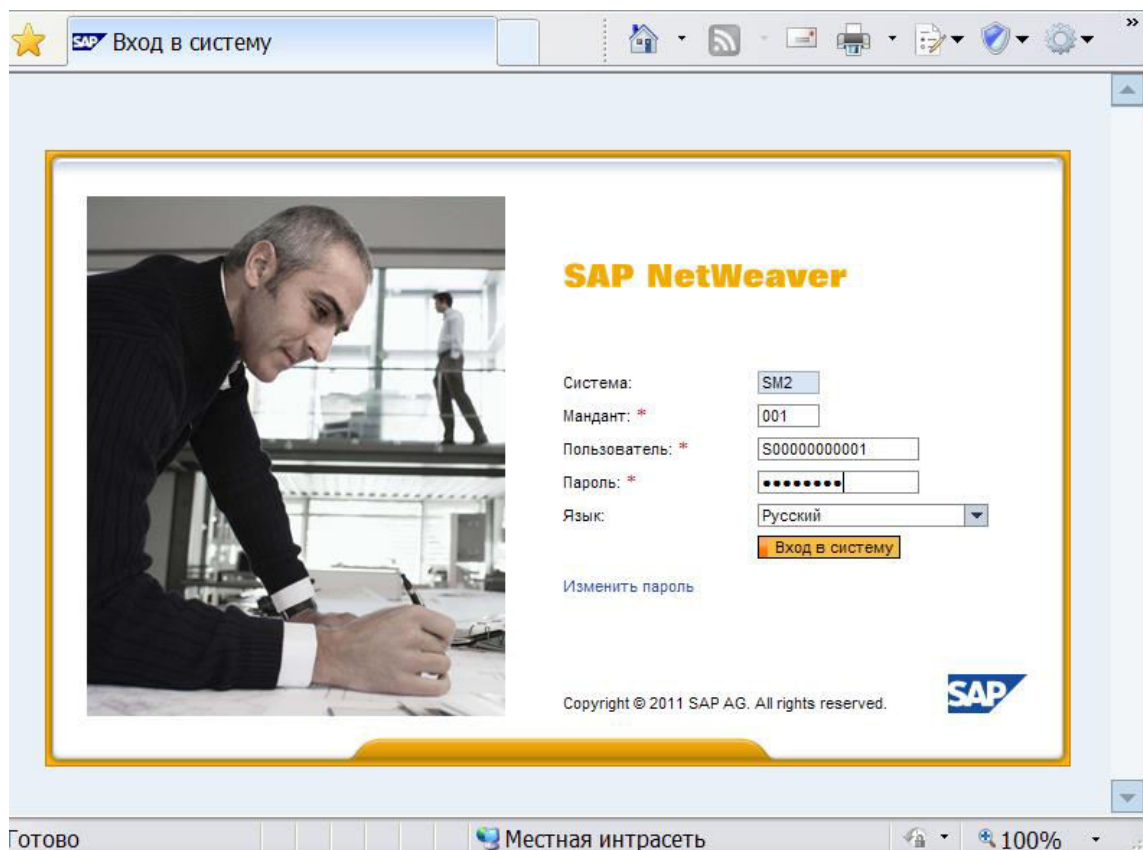 SAP Вход в систему
»
SAP NetWeaver
Система: SM2
Мандант: * 001
Пользователь: * S00000000001
Пароль: * ●●●●●●●●
Язык: Русский
Вход в систему
Изменить пароль
Copyright © 2011 SAP AG. All rights reserved.
SAP
Готово Местная интрасеть 100%